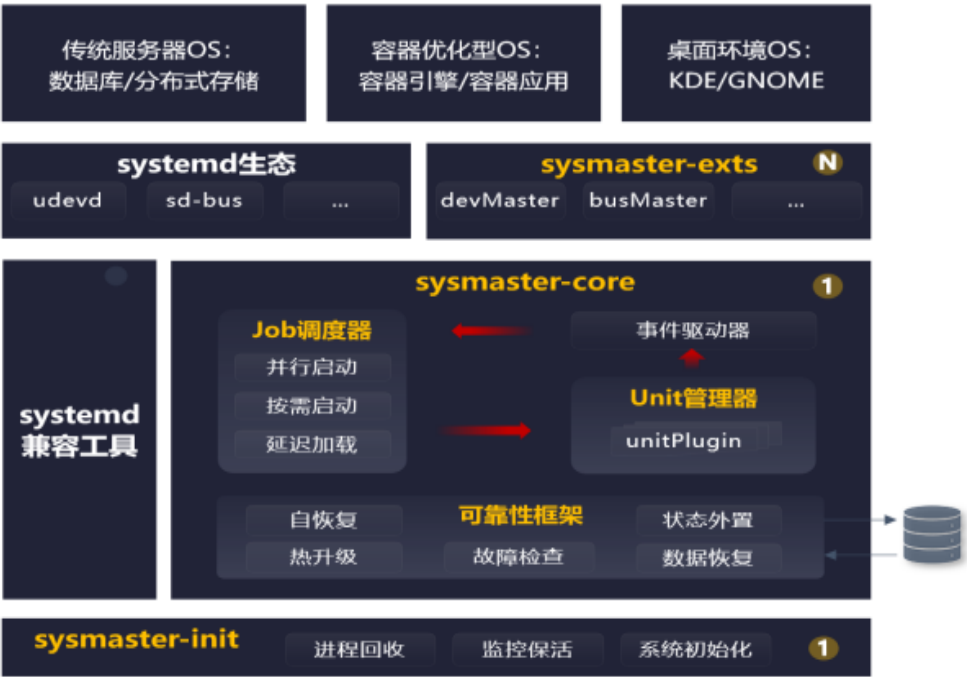 传统服务器OS：
数据库/分布式存储
容器优化型OS：
容器引擎/容器应用
桌面环境OS：
KDE/GNOME
systemd生态
udevd
sd-bus
...
sysmaster-exts
N
devMaster
busMaster
...
systemd
兼容工具
sysmaster-core
1
Job调度器
并行启动
按需启动
延迟加载
事件驱动器
Unit管理器
unitPlugin
可靠性框架
自恢复
状态外置
热升级
故障检查
数据恢复
sysmaster-init
进程回收
监控保活
系统初始化
1